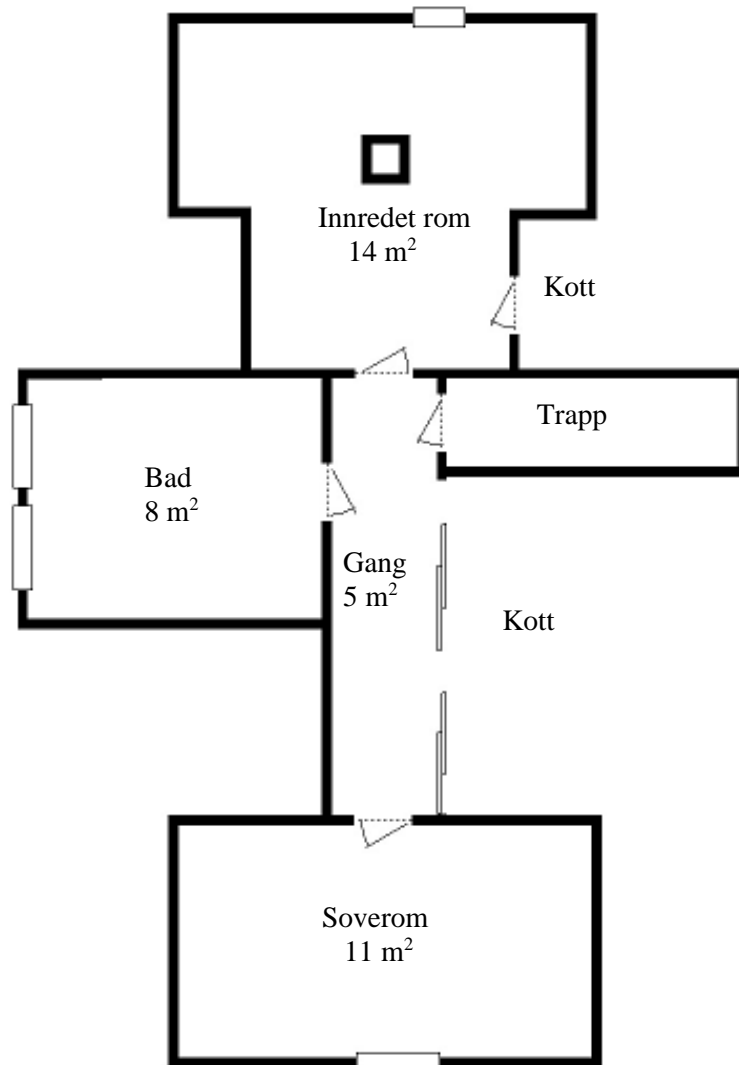 Innredet rom
14 m²
Kott
Trapp
Bad
8 m²
Gang
5 m²
Kott
Soverom
11 m²